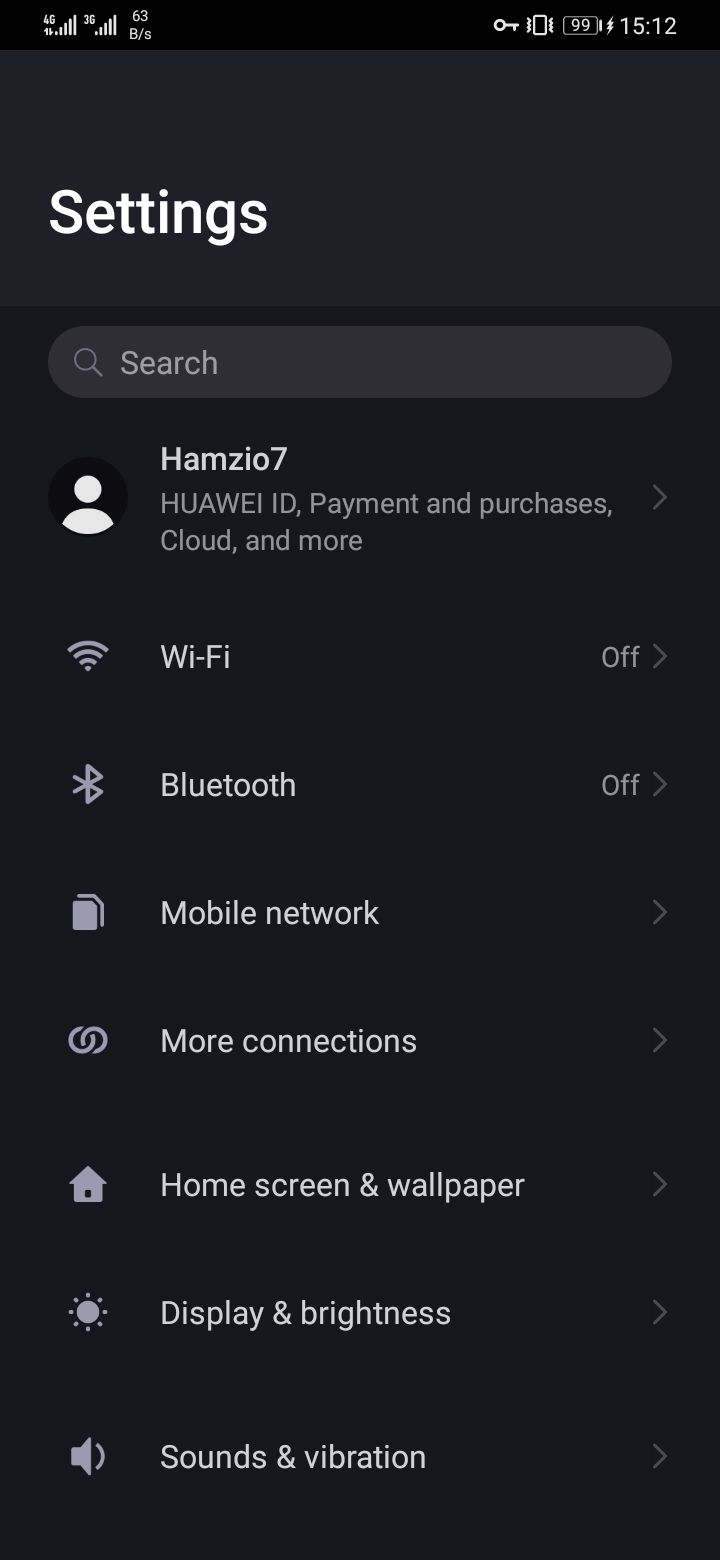 4G 3G 63 B/s 99 15:12
Settings
Search
Hamzio7
HUAWEI ID, Payment and purchases,
Cloud, and more
Wi-Fi Off
Bluetooth Off
Mobile network
More connections
Home screen & wallpaper
Display & brightness
Sounds & vibration